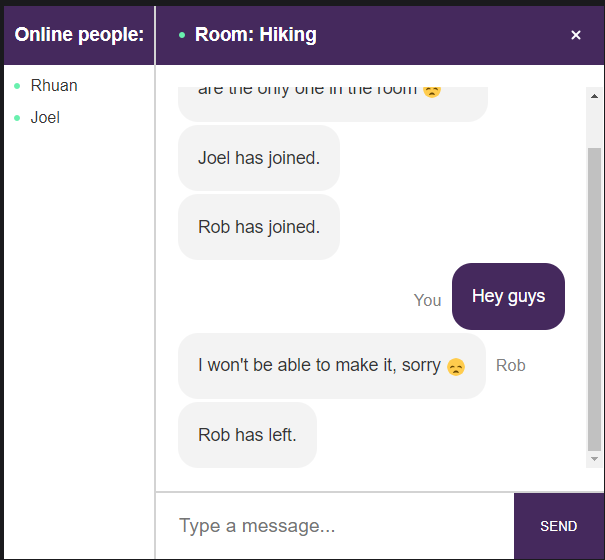 Online people:
Rhuan
Joel
Room: Hiking
×
are the only one in the room 😞
Joel has joined.
Rob has joined.
You
Hey guys
I won't be able to make it, sorry 😞
Rob
Rob has left.
Type a message...
SEND